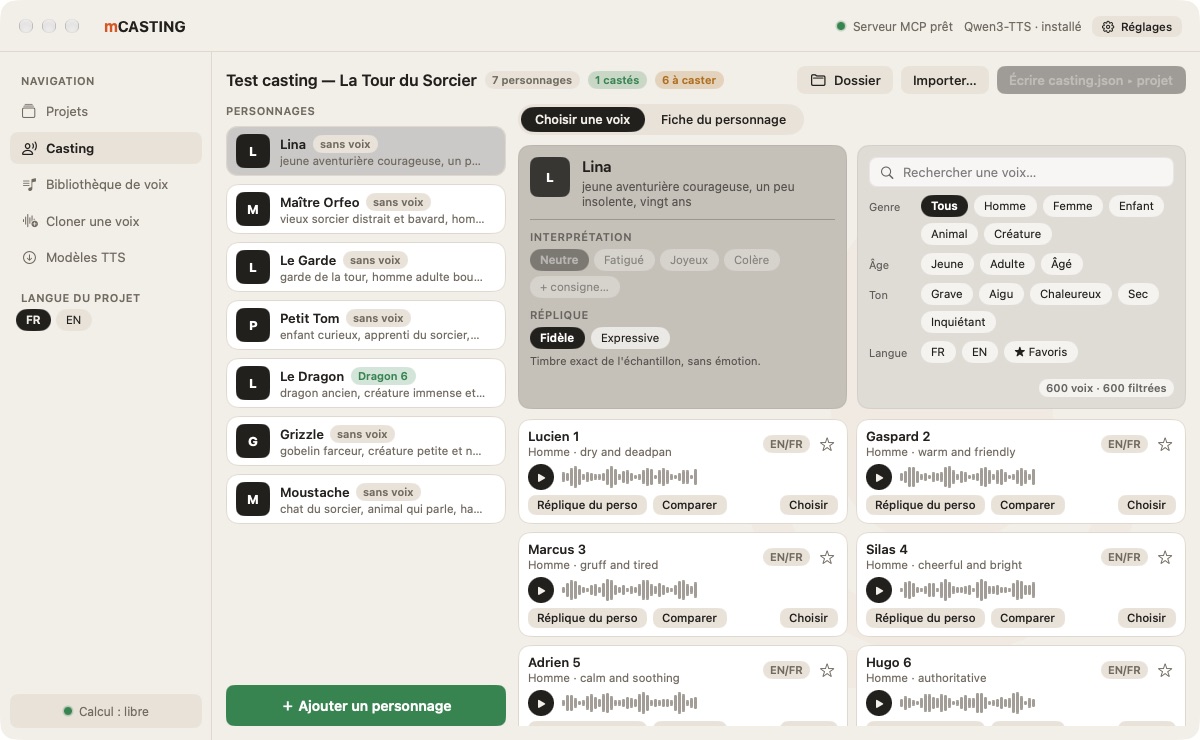 mCASTING
Serveur MCP prêt
Qwen3-TTS · installé
Réglages
NAVIGATION
Projets
Casting
Bibliothèque de voix
Cloner une voix
Modèles TTS
LANGUE DU PROJET
FR EN
Calcul : libre
Test casting — La Tour du Sorcier
7 personnages
1 castés
6 à caster
Dossier
Importer...
Écrire casting.json • projet
PERSONNAGES
L
Lina sans voix
jeune aventurière courageuse, un p...
M
Maître Orfeo sans voix
vieux sorcier distrait et bavard, hom...
L
Le Garde sans voix
garde de la tour, homme adulte bou...
P
Petit Tom sans voix
enfant curieux, apprenti du sorcier,...
L
Le Dragon Dragon 6
dragon ancien, créature immense et...
G
Grizzle sans voix
gobelin farceur, créature petite et n...
M
Moustache sans voix
chat du sorcier, animal qui parle, ha...
+ Ajouter un personnage
Choisir une voix
Fiche du personnage
L
Lina
jeune aventurière courageuse, un peu
insolente, vingt ans
INTERPRÉTATION
Neutre Fatigué Joyeux Colère
+ consigne...
RÉPLIQUE
Fidèle Expressive
Timbre exact de l'échantillon, sans émotion.
Rechercher une voix...
Genre Tous Homme Femme Enfant
Animal Créature
Âge Jeune Adulte Âgé
Ton Grave Aigu Chaleureux Sec
Inquiétant
Langue FR EN ★ Favoris
600 voix · 600 filtrées
Lucien 1
Homme · dry and deadpan
EN/FR
Réplique du perso Comparer Choisir
Gaspard 2
Homme · warm and friendly
EN/FR
Réplique du perso Comparer Choisir
Marcus 3
Homme · gruff and tired
EN/FR
Réplique du perso Comparer Choisir
Silas 4
Homme · cheerful and bright
EN/FR
Réplique du perso Comparer Choisir
Adrien 5
Homme · calm and soothing
EN/FR
Hugo 6
Homme · authoritative
EN/FR